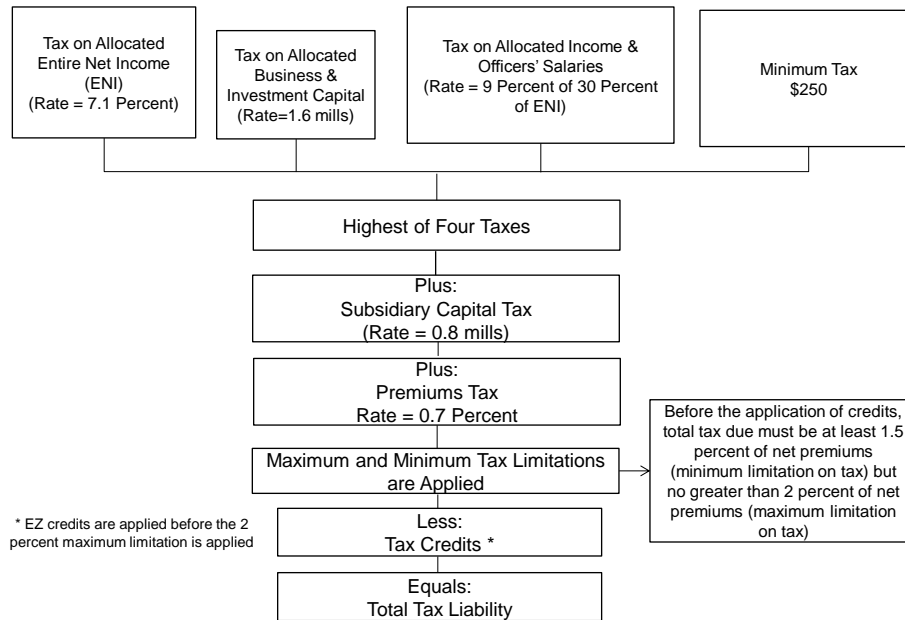 Tax on Allocated
Entire Net Income
(ENI)
(Rate = 7.1 Percent)
Tax on Allocated
Business &
Investment Capital
(Rate=1.6 mills)
Tax on Allocated Income &
Officers' Salaries
(Rate = 9 Percent of 30 Percent
of ENI)
Minimum Tax
$250
Highest of Four Taxes
Plus:
Subsidiary Capital Tax
(Rate = 0.8 mills)
Plus:
Premiums Tax
Rate = 0.7 Percent
Maximum and Minimum Tax Limitations
are Applied
Before the application of credits,
total tax due must be at least 1.5
percent of net premiums
(minimum limitation on tax) but
no greater than 2 percent of net
premiums (maximum limitation
on tax)
* EZ credits are applied before the 2
percent maximum limitation is applied
Less:
Tax Credits *
Equals:
Total Tax Liability